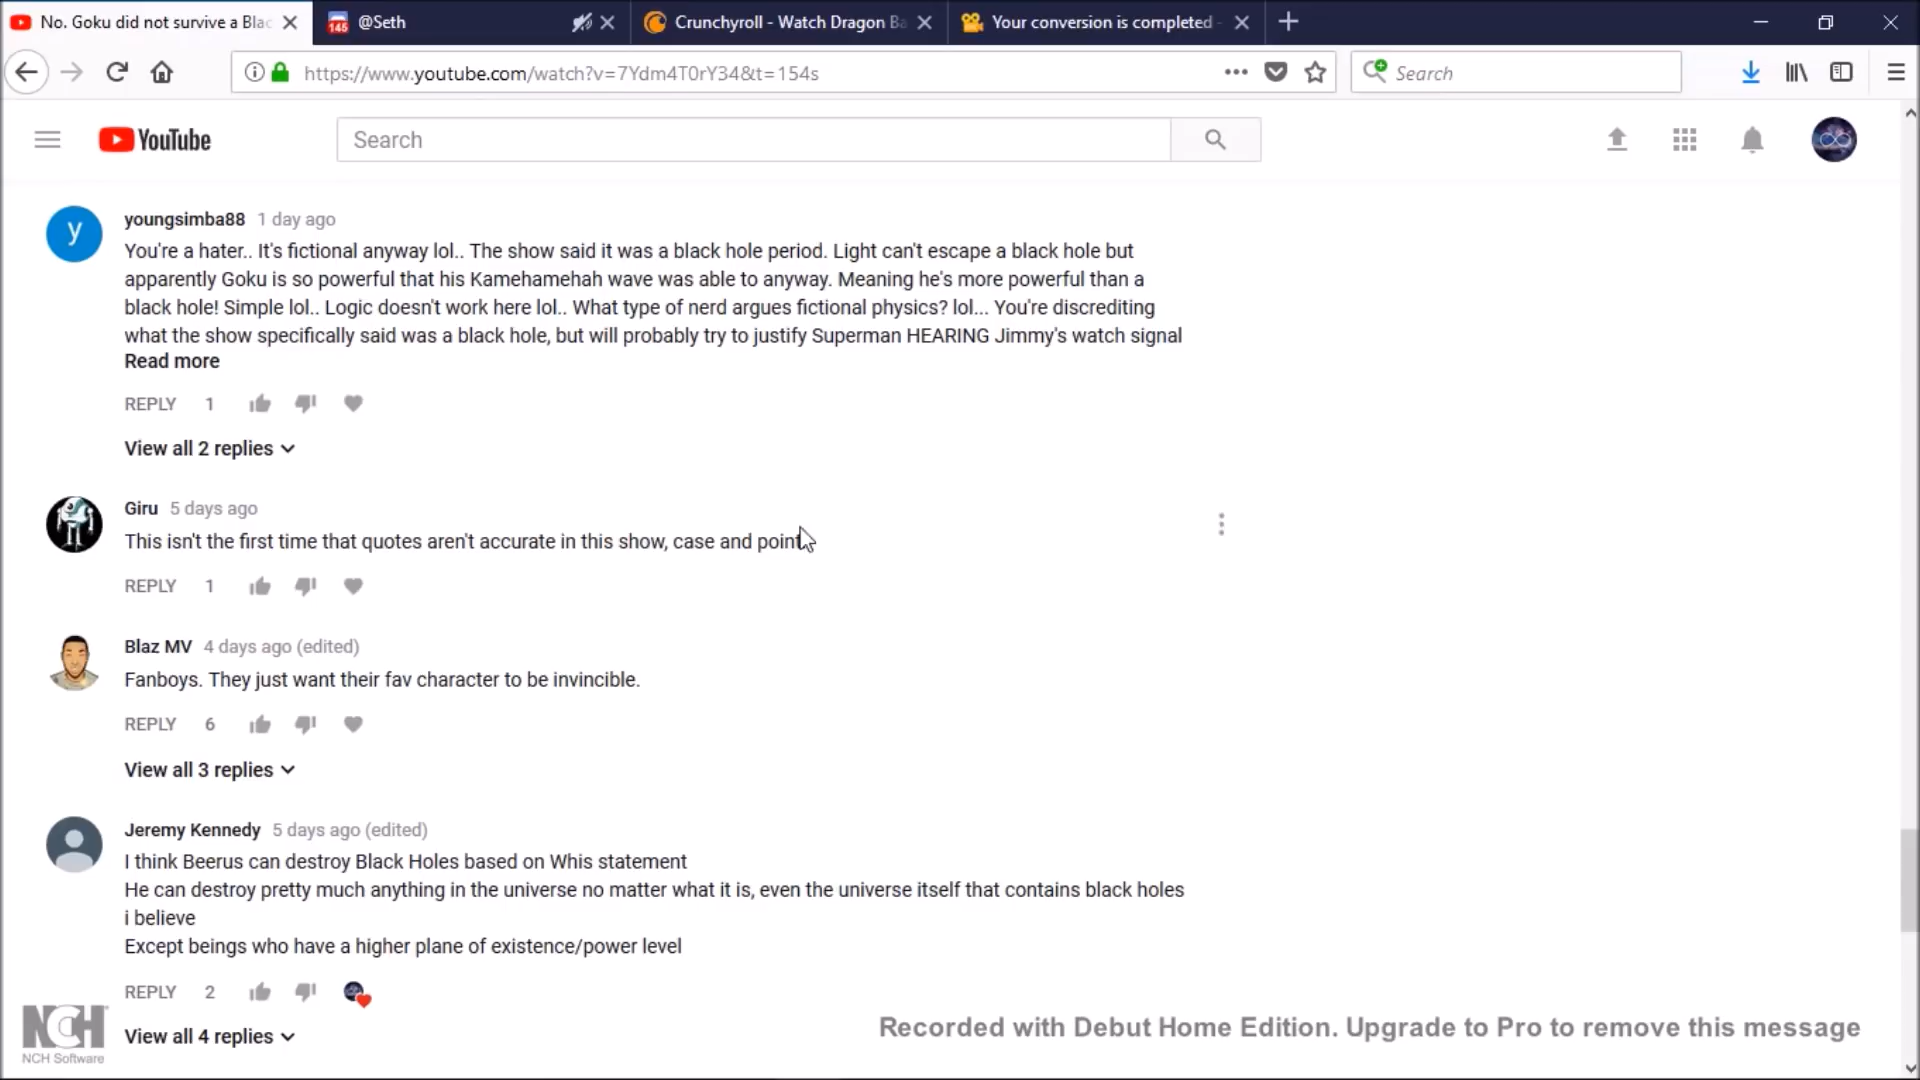 No. Goku did not survive a Blac
145
@Seth
Crunchyroll - Watch Dragon Ba
Your conversion is completed -
https://www.youtube.com/watch?v=7Ydm4T0rY34&t=154s
Search
YouTube
Search
y
youngsimba88 1 day ago
You're a hater.. It's fictional anyway lol.. The show said it was a black hole period. Light can't escape a black hole but
apparently Goku is so powerful that his Kamehamehah wave was able to anyway. Meaning he's more powerful than a
black hole! Simple lol.. Logic doesn't work here lol.. What type of nerd argues fictional physics? lol... You're discrediting
what the show specifically said was a black hole, but will probably try to justify Superman HEARING Jimmy's watch signal
Read more
REPLY 1
View all 2 replies
Giru 5 days ago
This isn't the first time that quotes aren't accurate in this show, case and point
REPLY 1
Blaz MV 4 days ago (edited)
Fanboys. They just want their fav character to be invincible.
REPLY 6
View all 3 replies
Jeremy Kennedy 5 days ago (edited)
I think Beerus can destroy Black Holes based on Whis statement
He can destroy pretty much anything in the universe no matter what it is, even the universe itself that contains black holes
i believe
Except beings who have a higher plane of existence/power level
REPLY 2
View all 4 replies
NCH
NCH Software
Recorded with Debut Home Edition. Upgrade to Pro to remove this message